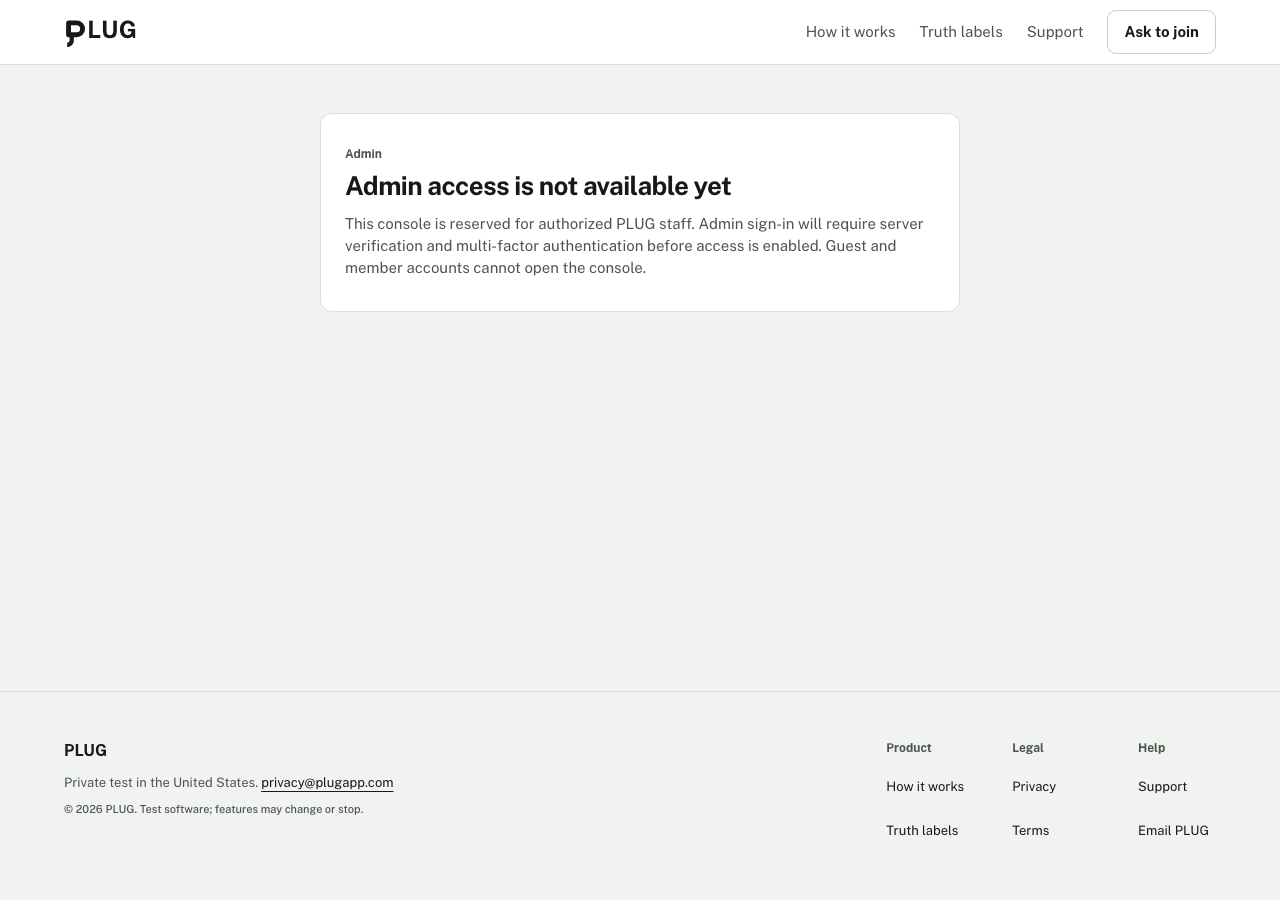 PLUG
How it works
Truth labels
Support
Ask to join
Admin
Admin access is not available yet
This console is reserved for authorized PLUG staff. Admin sign-in will require server
verification and multi-factor authentication before access is enabled. Guest and
member accounts cannot open the console.
PLUG
Private test in the United States. privacy@plugapp.com
© 2026 PLUG. Test software; features may change or stop.
Product
How it works
Truth labels
Legal
Privacy
Terms
Help
Support
Email PLUG